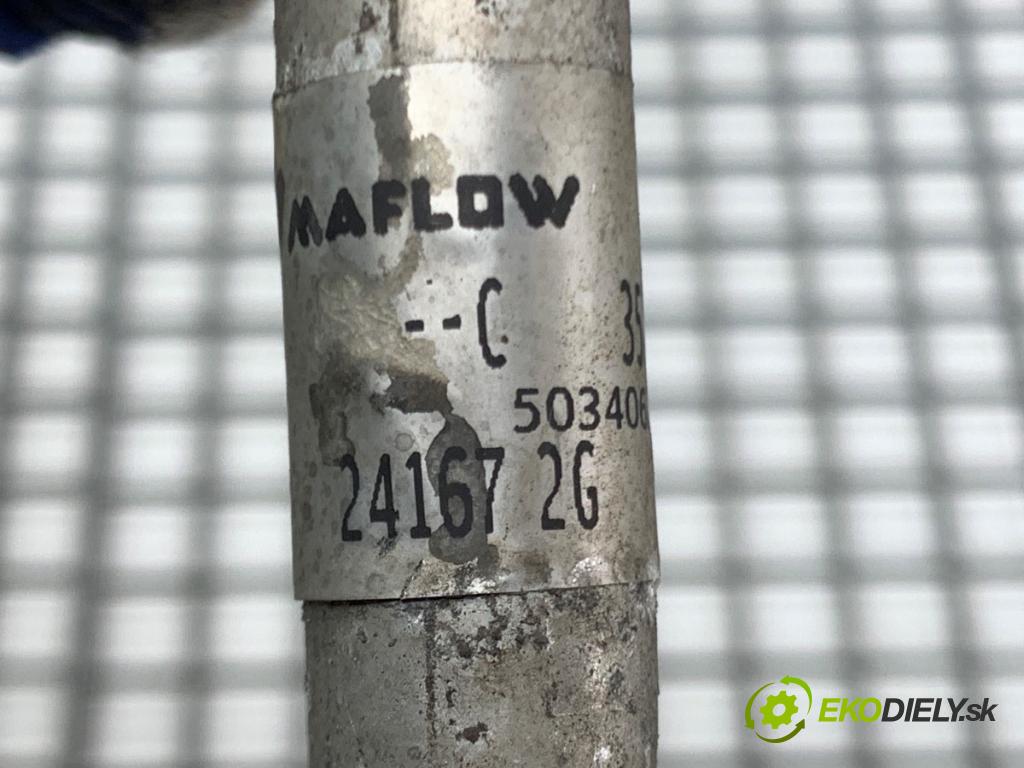 MAFLOW
--C 35
503406
24167 2G
EKODIELY.sk